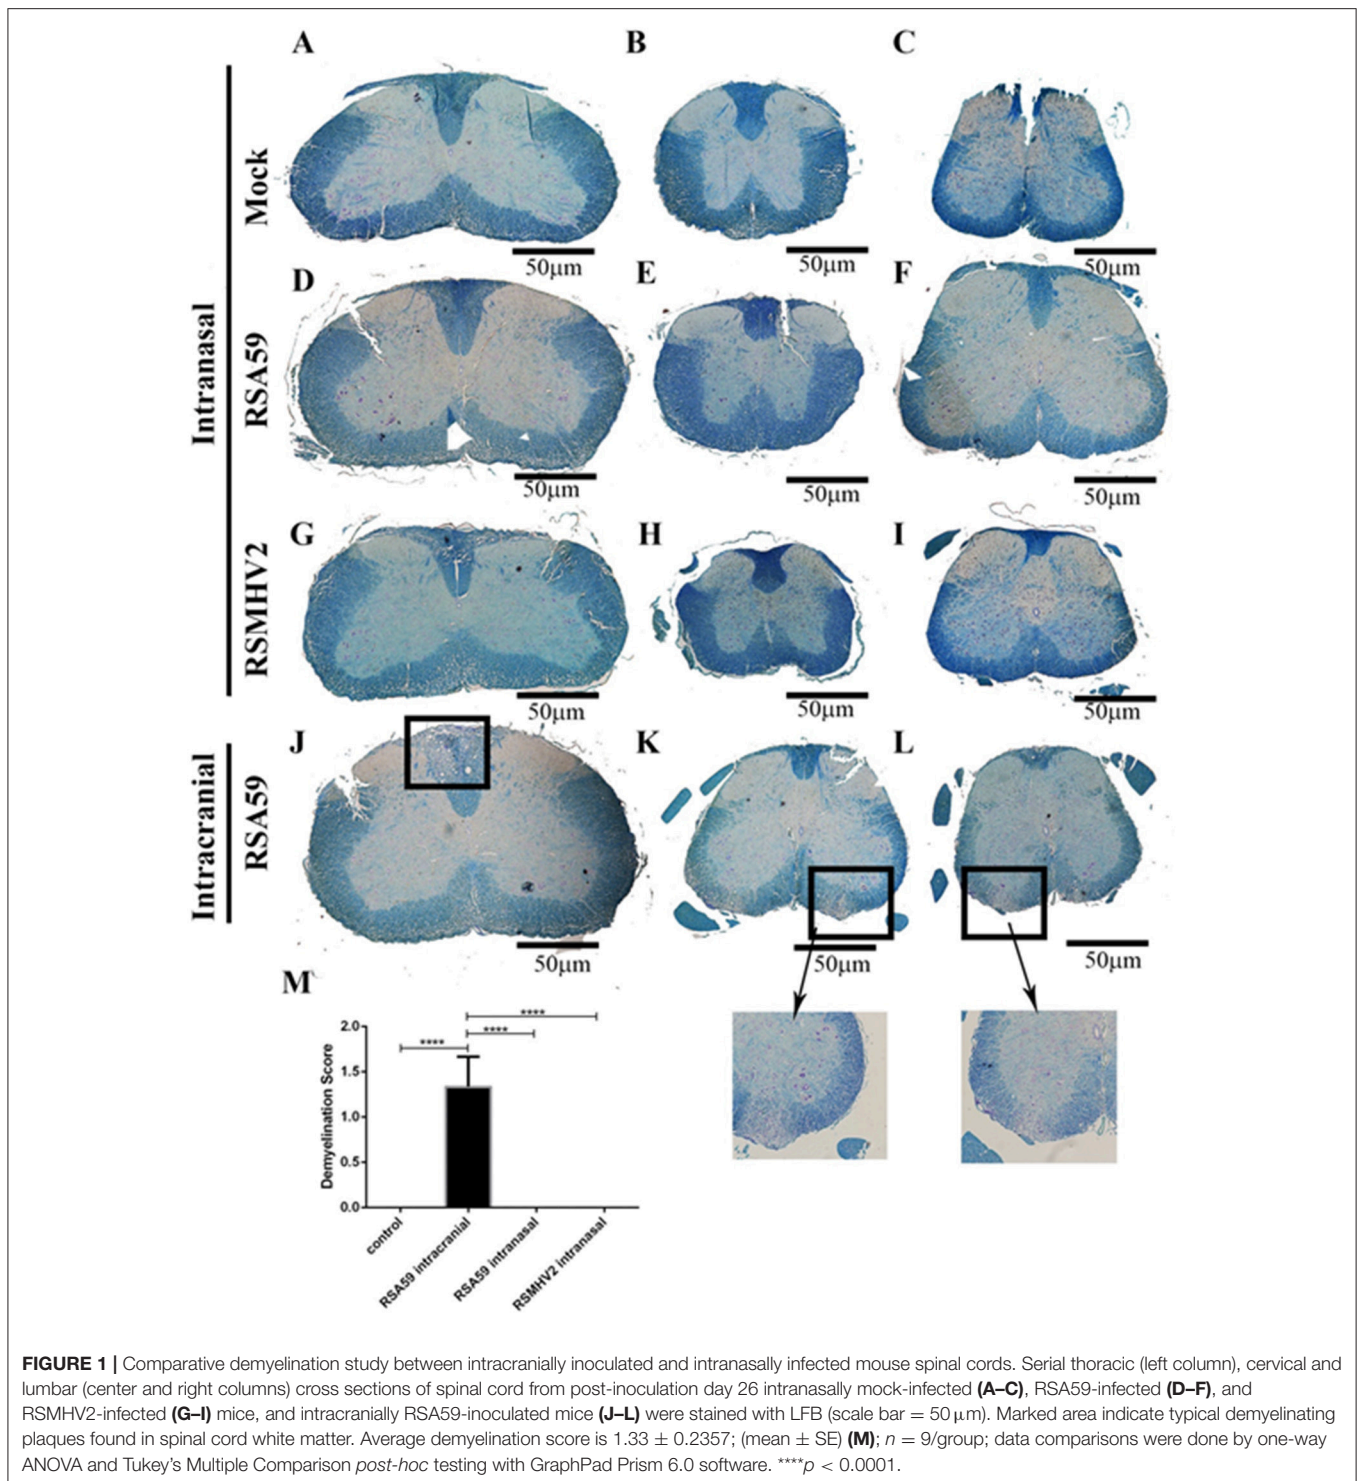 A
B
C
Mock
50μm
50μm
50μm
Intranasal
D
E
F
RSA59
50μm
50μm
50μm
G
H
I
RSMHV2
50μm
50μm
50μm
Intracranial
J
K
L
RSA59
50μm
50μm
50μm
M
****
****
****
Demyelination Score
2.0
1.5
1.0
0.5
0.0
control
RSA59 intracranial
RSA59 intranasal
RSMHV2 intranasal
FIGURE 1 | Comparative demyelination study between intracranially inoculated and intranasally infected mouse spinal cords. Serial thoracic (left column), cervical and
lumbar (center and right columns) cross sections of spinal cord from post-inoculation day 26 intranasally mock-infected (A–C), RSA59-infected (D–F), and
RSMHV2-infected (G–I) mice, and intracranially RSA59-inoculated mice (J–L) were stained with LFB (scale bar = 50 μm). Marked area indicate typical demyelinating
plaques found in spinal cord white matter. Average demyelination score is 1.33 ± 0.2357; (mean ± SE) (M); n = 9/group; data comparisons were done by one-way
ANOVA and Tukey's Multiple Comparison post-hoc testing with GraphPad Prism 6.0 software. ****p < 0.0001.